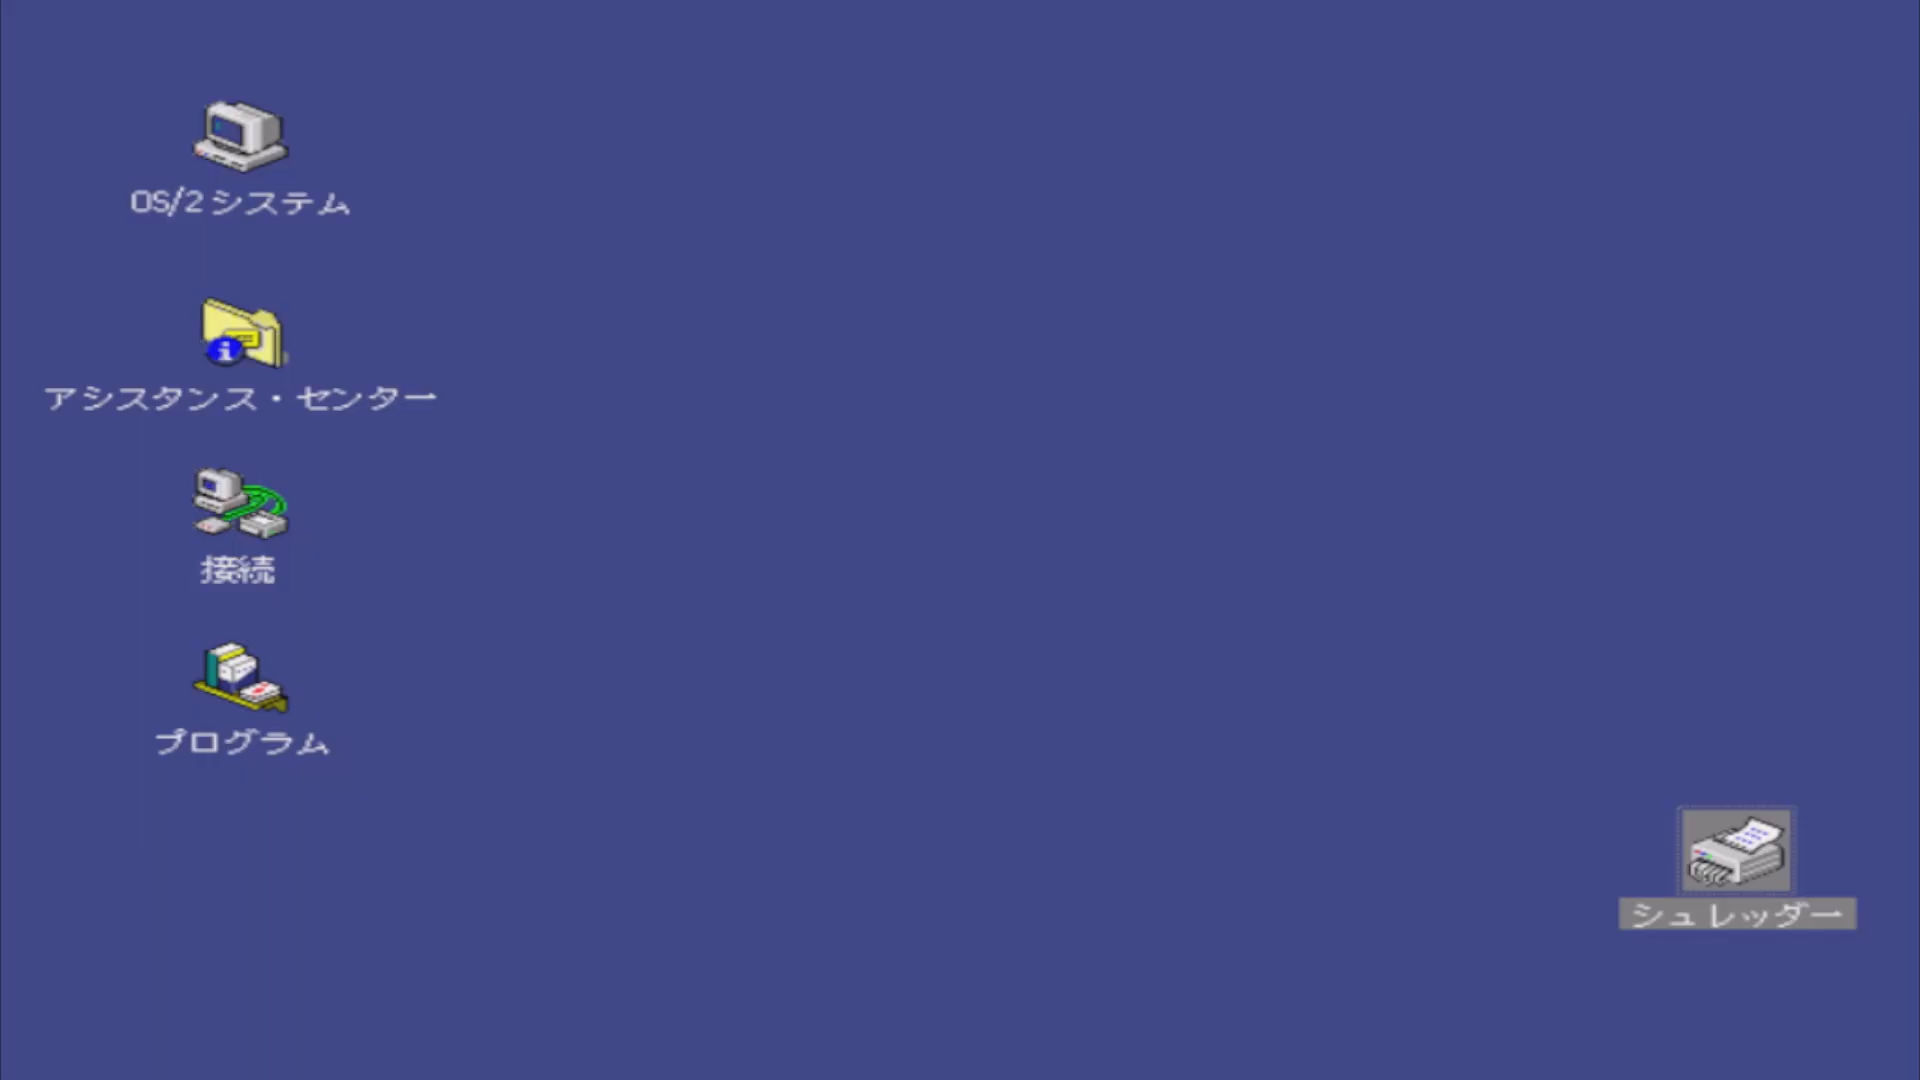 OS/2システム
アシスタンス・センター
接続
プログラム
シュレッダー